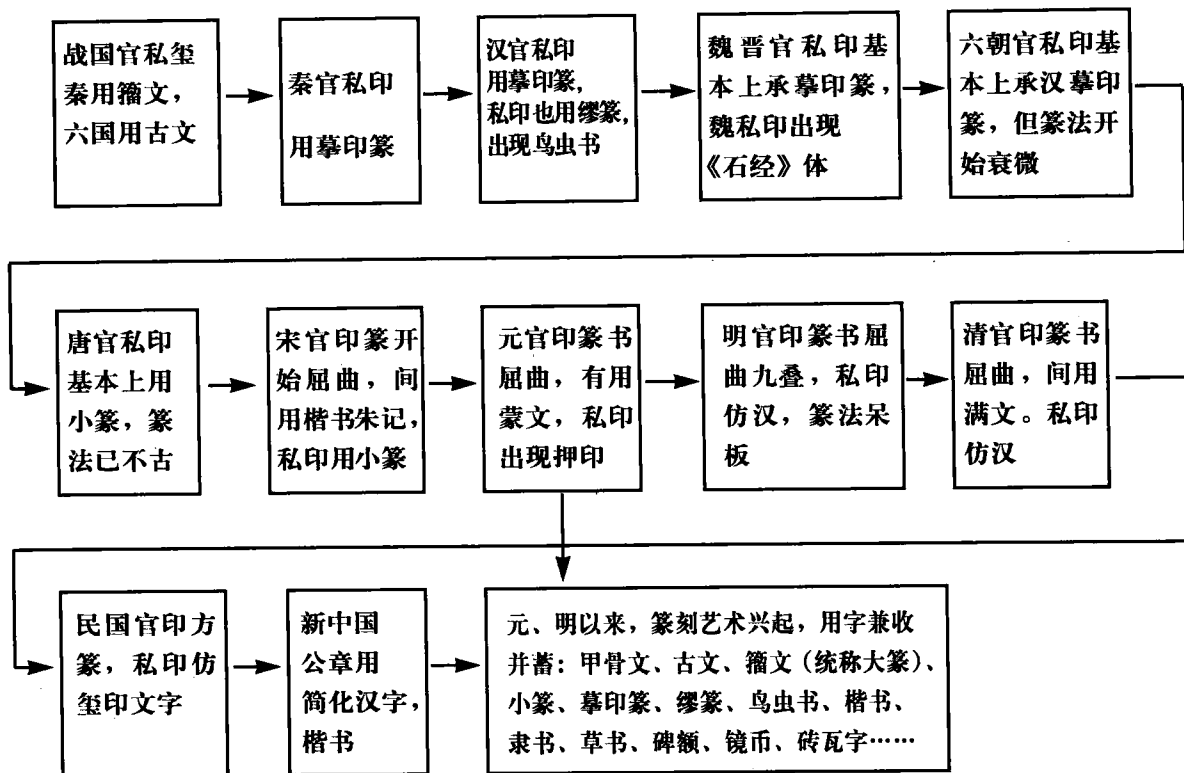 战国官私玺
秦用籀文，
六国用古文
秦官私印
用摹印篆
汉官私印
用摹印篆，
私印也用缪篆，
出现鸟虫书
魏晋官私印基
本上承摹印篆，
魏私印出现
《石经》体
六朝官私印基
本上承汉摹印
篆，但篆法开
始衰微
唐官私印
基本上用
小篆，篆
法已不古
宋官印篆开
始屈曲，间
用楷书朱记，
私印用小篆
元官印篆书
屈曲，有用
蒙文，私印
出现押印
明官印篆书屈
曲九叠，私印
仿汉，篆法呆
板
清官印篆书
屈曲，间用
满文。私印
仿汉
民国官印方
篆，私印仿
玺印文字
新中国
公章用
简化汉字，
楷书
元、明以来，篆刻艺术兴起，用字兼收
并蓄：甲骨文、古文、籀文（统称大篆）、
小篆、摹印篆、缪篆、鸟虫书、楷书、
隶书、草书、碑额、镜币、砖瓦字……